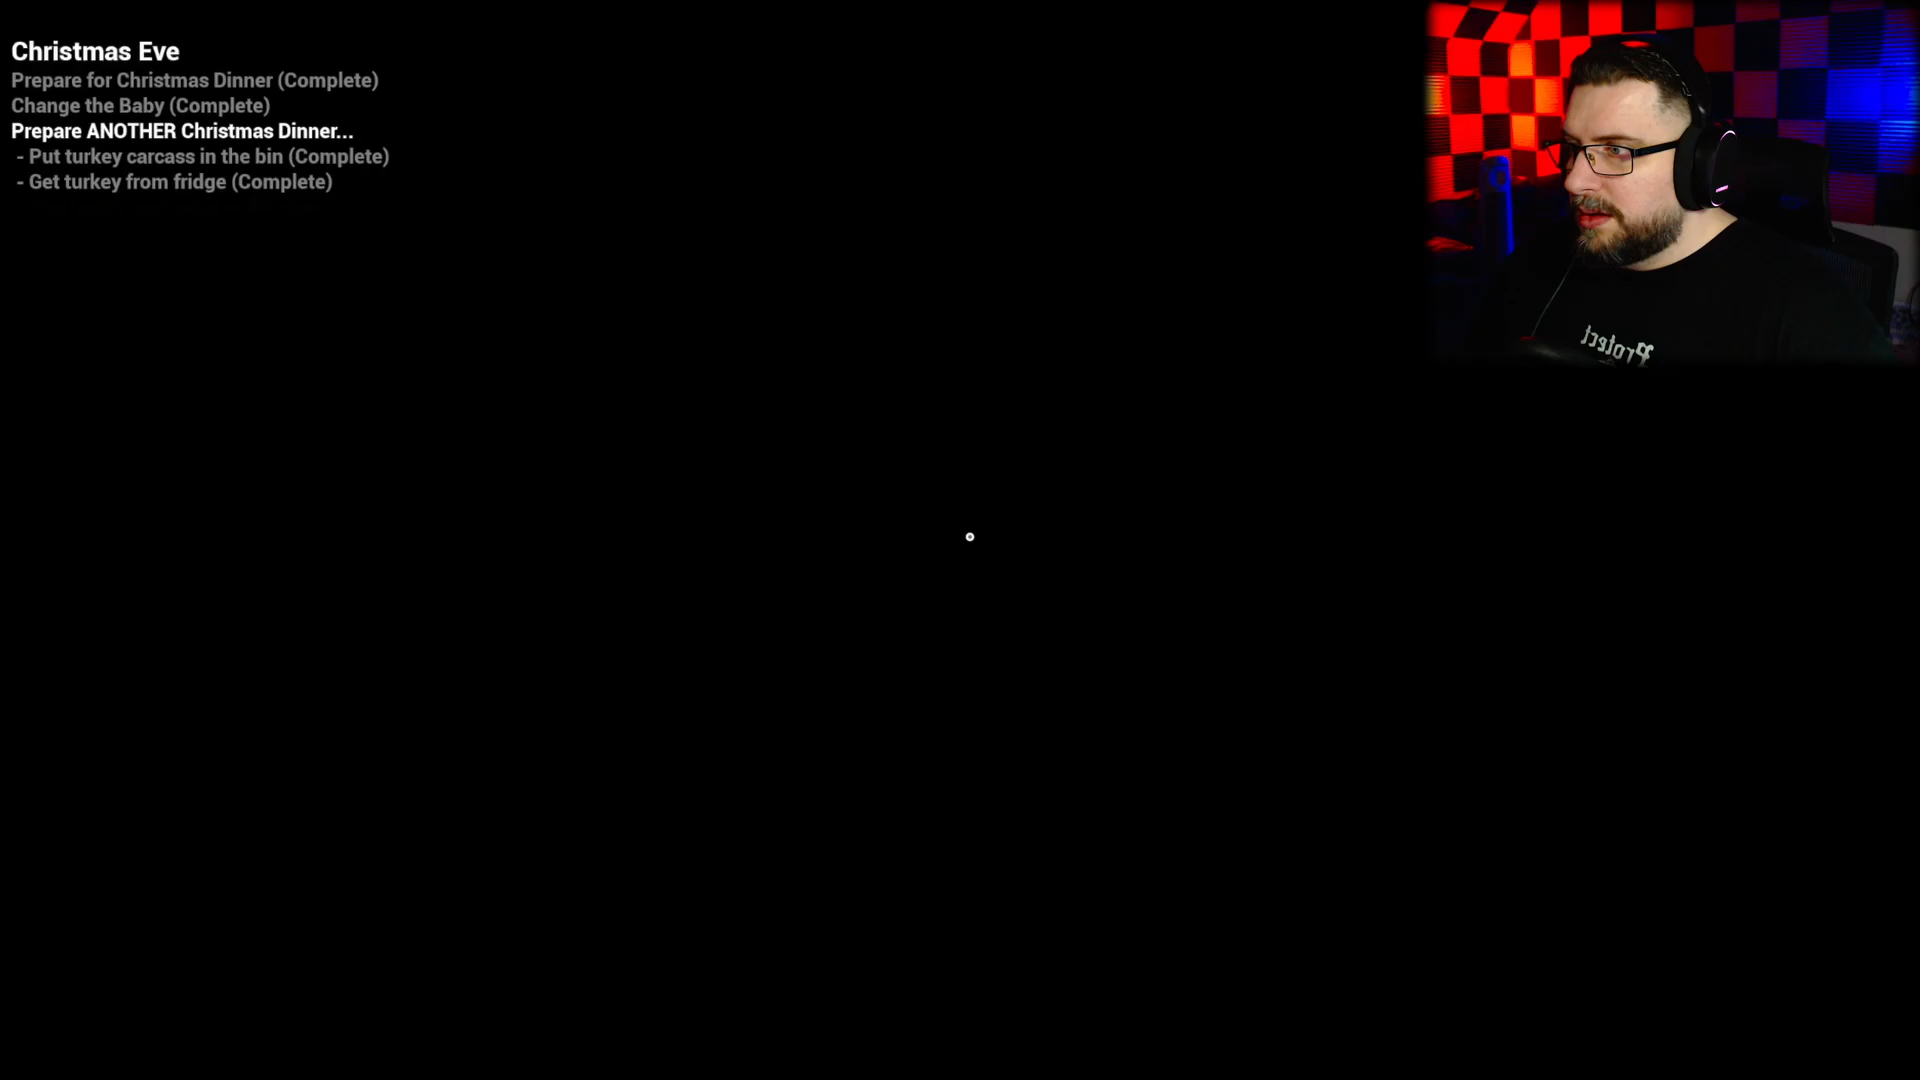 Christmas Eve
Prepare for Christmas Dinner (Complete)
Change the Baby (Complete)
Prepare ANOTHER Christmas Dinner...
- Put turkey carcass in the bin (Complete)
- Get turkey from fridge (Complete)
Protect